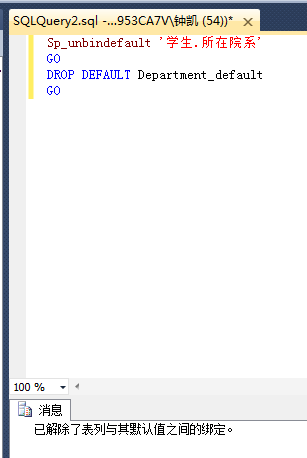 SQLQuery2.sql -...953CA7V\钟凯 (54))*
Sp_unbindefault '学生.所在院系'
GO
DROP DEFAULT Department_default
GO
100 %
消息
已解除了表列与其默认值之间的绑定。